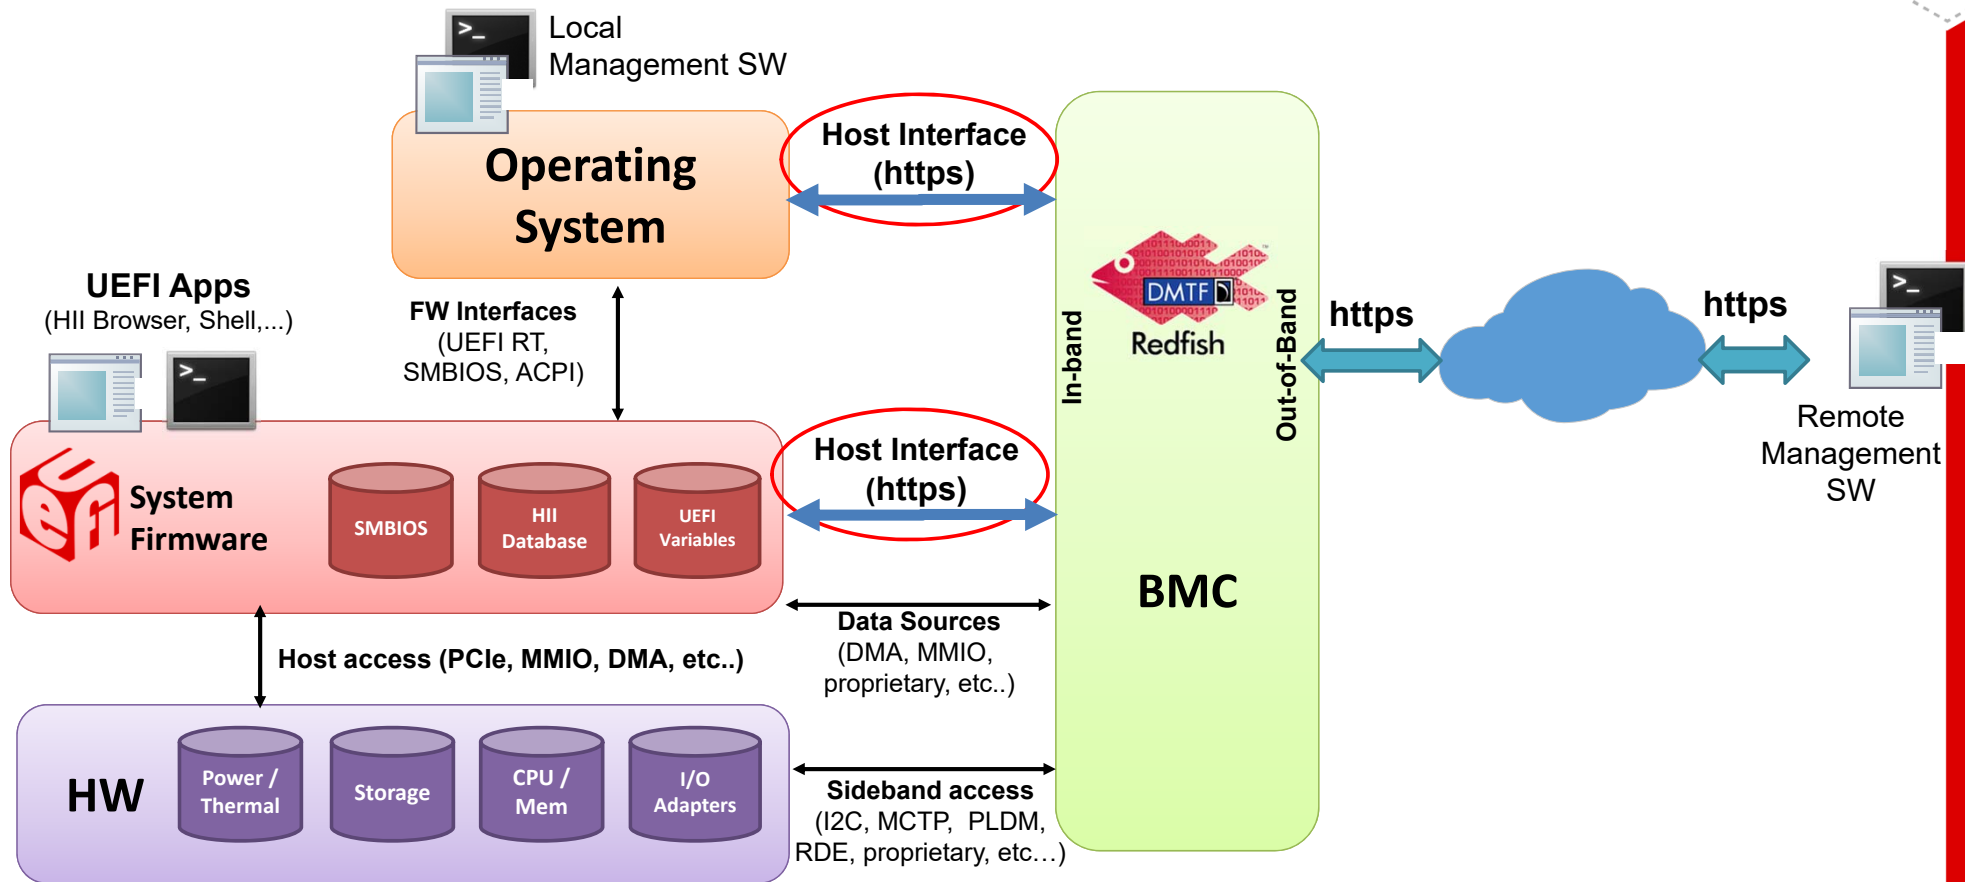 >_
Local
Management SW
Operating
System
Host Interface
(https)
UEFI Apps
(HII Browser, Shell,...)
>_
FW Interfaces
(UEFI RT,
SMBIOS, ACPI)
uefi
System
Firmware
SMBIOS
HII
Database
UEFI
Variables
Host Interface
(https)
Host access (PCIe, MMIO, DMA, etc..)
Data Sources
(DMA, MMIO,
proprietary, etc..)
HW
Power /
Thermal
Storage
CPU /
Mem
I/O
Adapters
Sideband access
(I2C, MCTP, PLDM,
RDE, proprietary, etc...)
In-band
DMTF
Redfish
™
Out-of-Band
BMC
https
https
>_
Remote
Management
SW